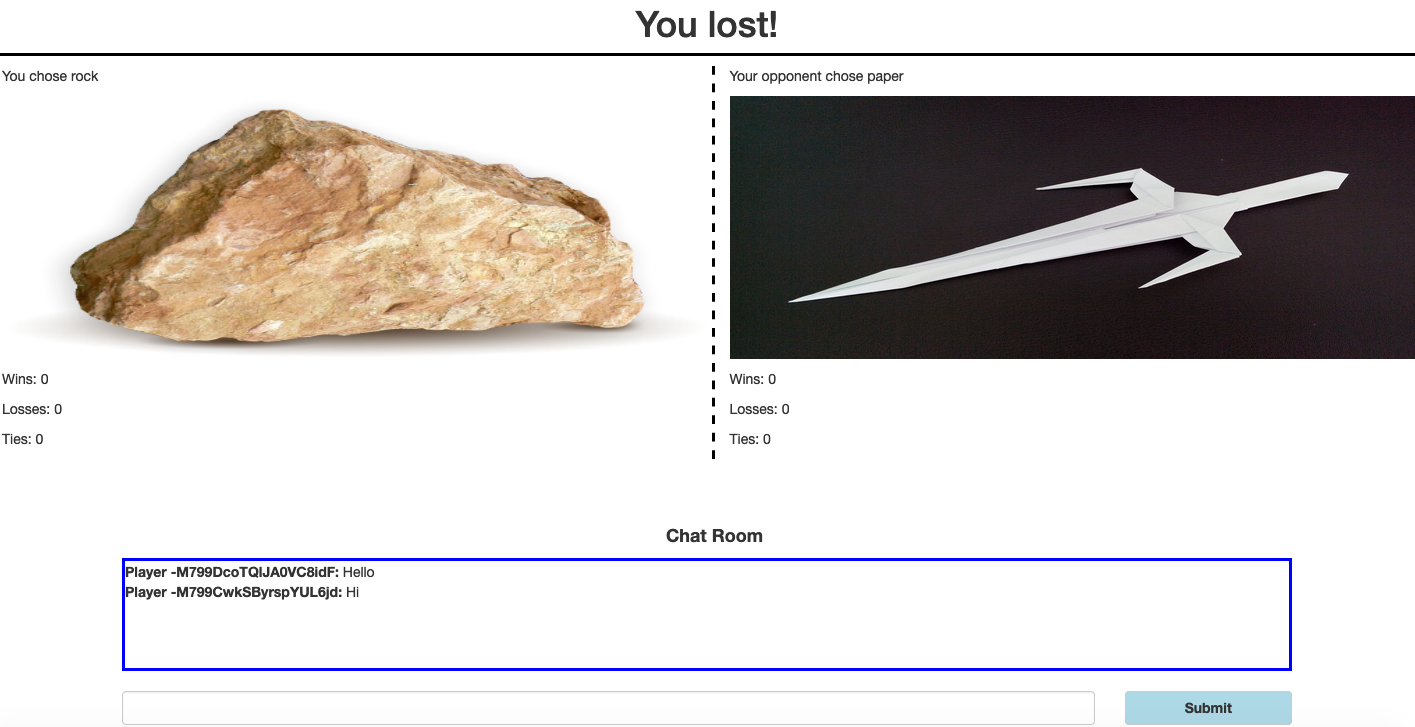 You lost!
You chose rock
Your opponent chose paper
Wins: 0
Losses: 0
Ties: 0
Wins: 0
Losses: 0
Ties: 0
Chat Room
Player -M799DcoTQIJA0VC8idF: Hello
Player -M799CwkSByrspYUL6jd: Hi
Submit